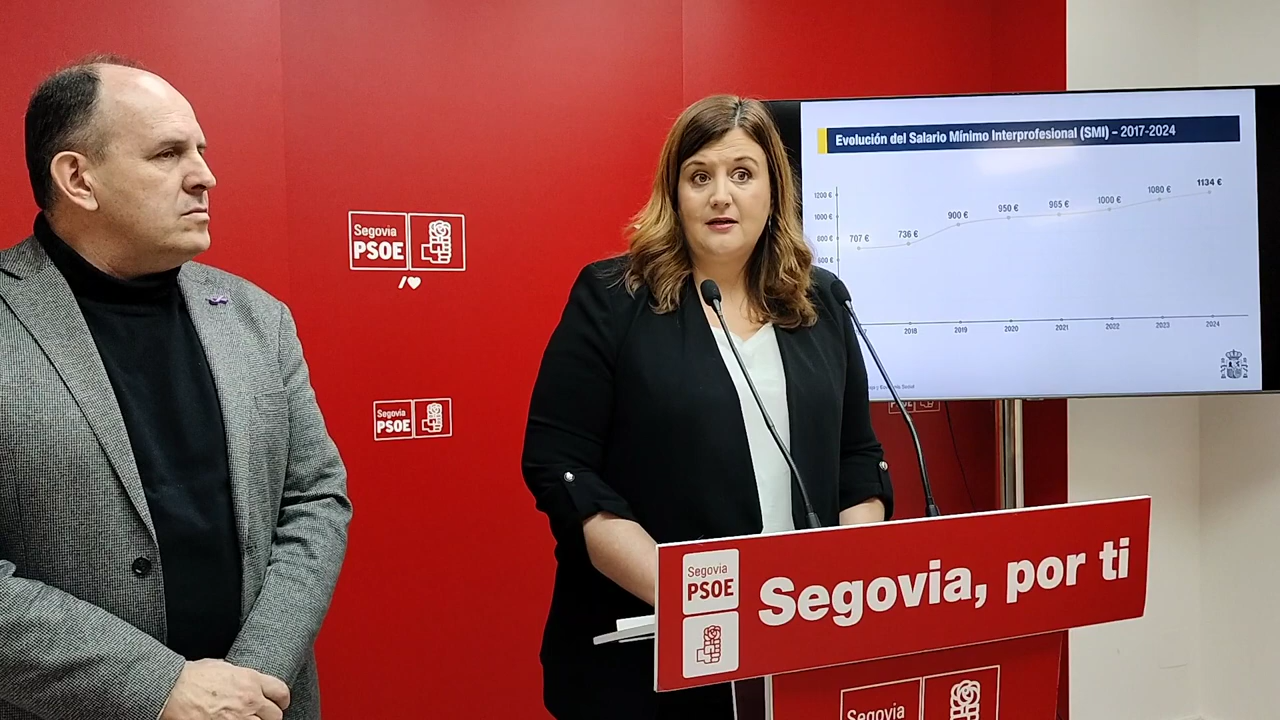 Evolución del Salario Mínimo Interprofesional (SMI) – 2017-2024
1200 €
1000 €
800 €
600 €
707 €
736 €
900 €
950 €
965 €
1000 €
1080 €
1134 €
2018
2019
2020
2021
2022
2023
2024
Segovia
PSOE
Segovia
PSOE
PSOE
Segovia
PSOE
Segovia, por ti
Segovia